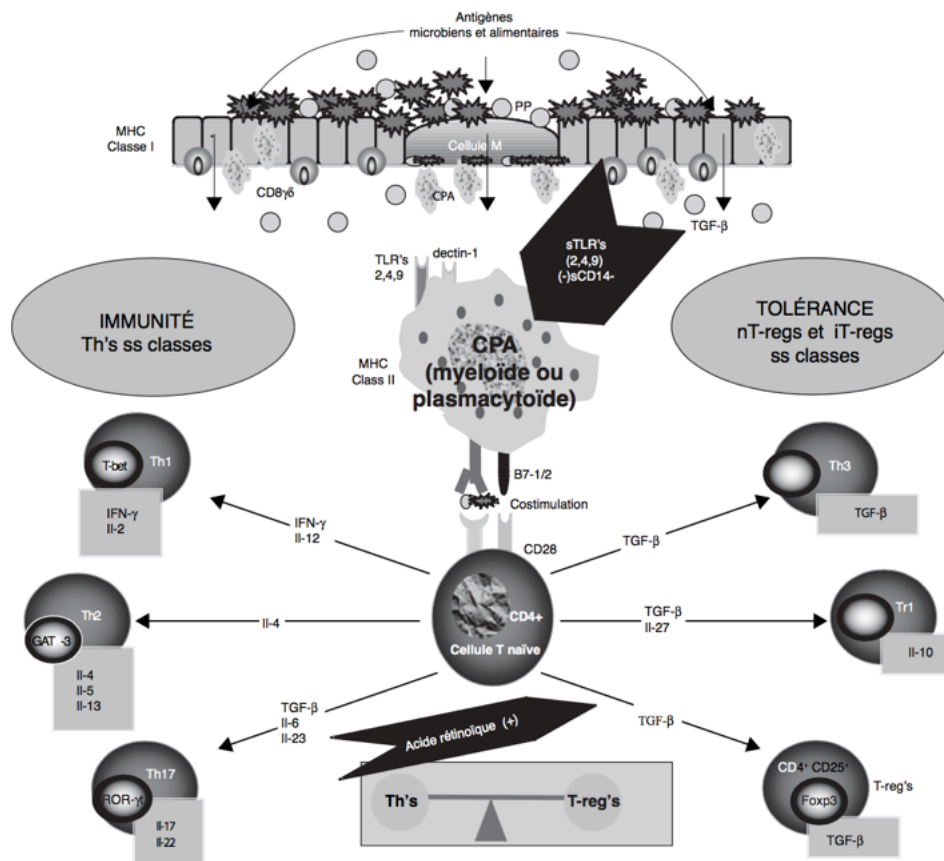 Antigènes
microbiens et alimentaires
PP
MHC
Classe I
Cellule M
CD8γδ
CPA
TGF-β
sTLR's
(2,4,9)
(-)sCD14-
TLR's
2,4,9
dectin-1
IMMUNITÉ
Th's ss classes
TOLÉRANCE
nT-regs et iT-regs
ss classes
MHC
Class II
CPA
(myeloïde ou
plasmacytoïde)
B7-1/2
Costimulation
CD28
T-bet
Th1
IFN-γ
Il-2
IFN-γ
Il-12
TGF-β
Th3
TGF-β
GAT -3
Th2
Il-4
Il-5
Il-13
Il-4
CD4+
Cellule T naïve
TGF-β
Il-27
Tr1
Il-10
TGF-β
Il-6
Il-23
Acide rétinoïque (+)
TGF-β
ROR-γt
Th17
Il-17
Il-22
Th's
T-reg's
CD4⁺ CD25⁺
Foxp3
T-reg's
TGF-β